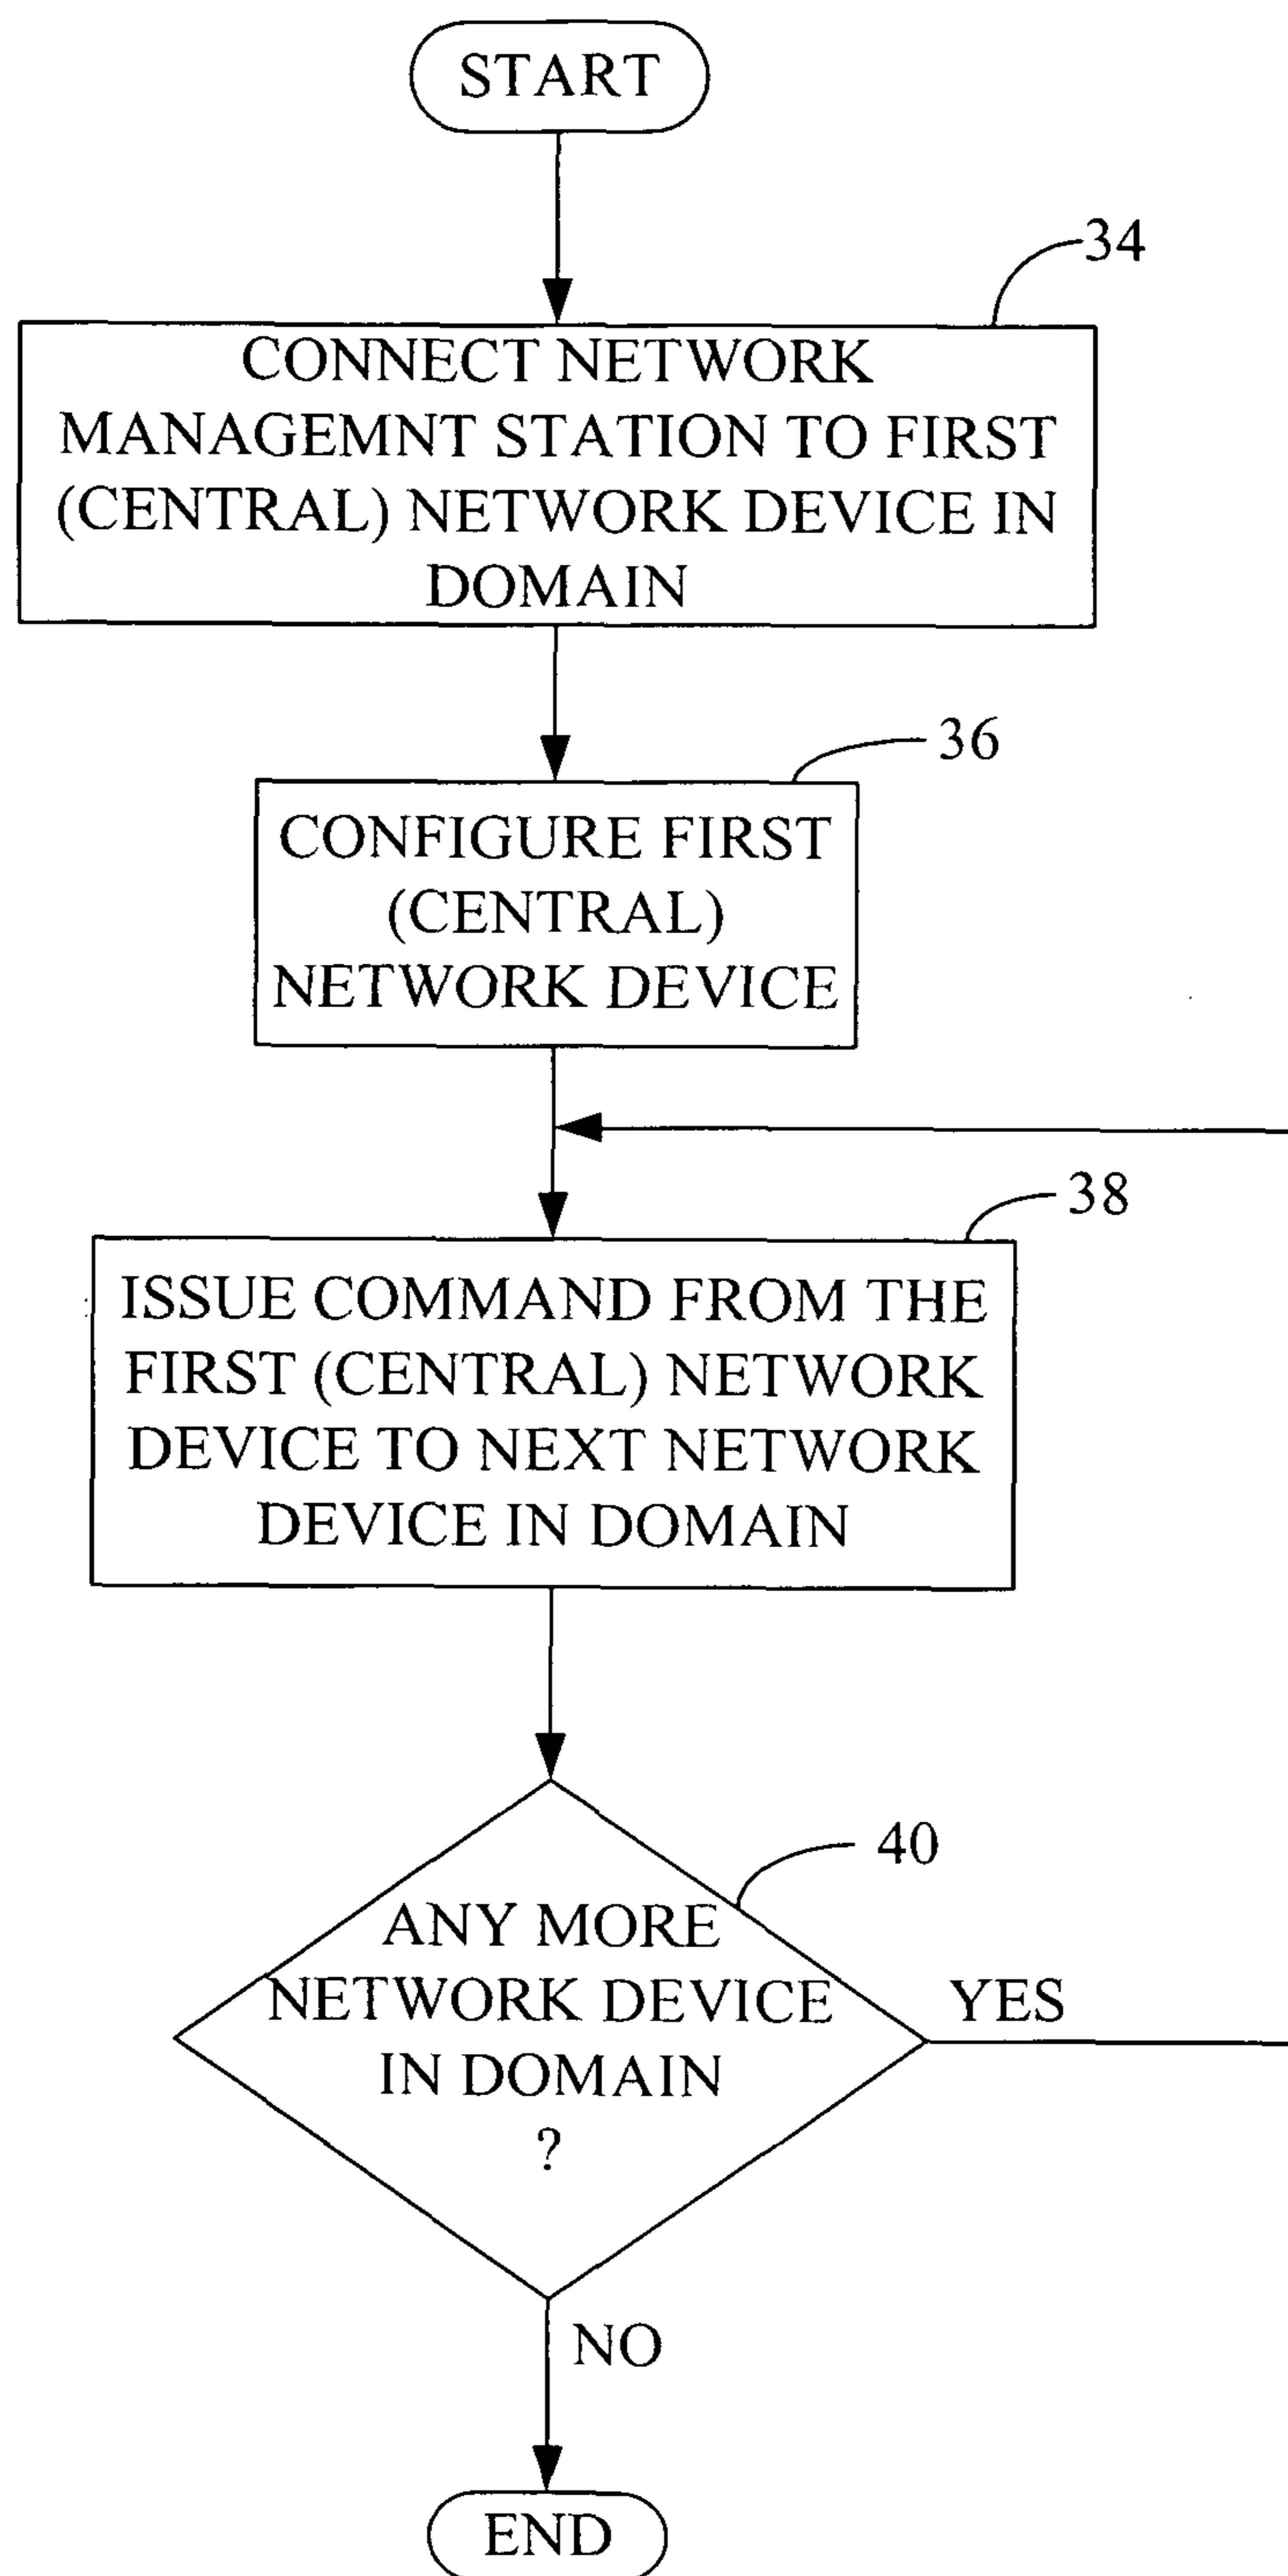 START
34
CONNECT NETWORK
MANAGEMNT STATION TO FIRST
(CENTRAL) NETWORK DEVICE IN
DOMAIN
36
CONFIGURE FIRST
(CENTRAL)
NETWORK DEVICE
38
ISSUE COMMAND FROM THE
FIRST (CENTRAL) NETWORK
DEVICE TO NEXT NETWORK
DEVICE IN DOMAIN
40
ANY MORE
NETWORK DEVICE
IN DOMAIN
?
YES
NO
END